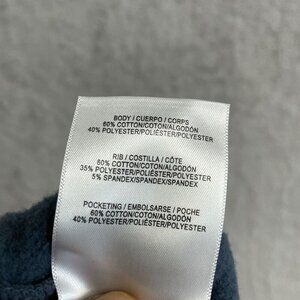 BODY / CUERPO / CORPS
60% COTTON/COTON/ALGODÓN
40% POLYESTER/POLIÉSTER/POLYESTER
RIB / COSTILLA / CÔTE
60% COTTON/COTON/ALGODÓN
35% POLYESTER/POLIÉSTER/POLYESTER
5% SPANDEX/SPANDEX/SPANDEX
POCKETING / EMBOLSARSE / POCHE
60% COTTON/COTON/ALGODÓN
40% POLYESTER/POLIÉSTER/POLYESTER